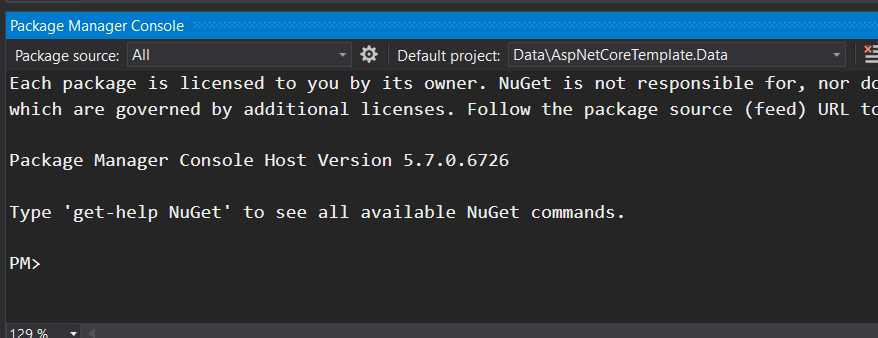 Package Manager Console
Package source: All Default project: Data\AspNetCoreTemplate.Data
Each package is licensed to you by its owner. NuGet is not responsible for, nor do
which are governed by additional licenses. Follow the package source (feed) URL to
Package Manager Console Host Version 5.7.0.6726
Type 'get-help NuGet' to see all available NuGet commands.
PM>
129 %